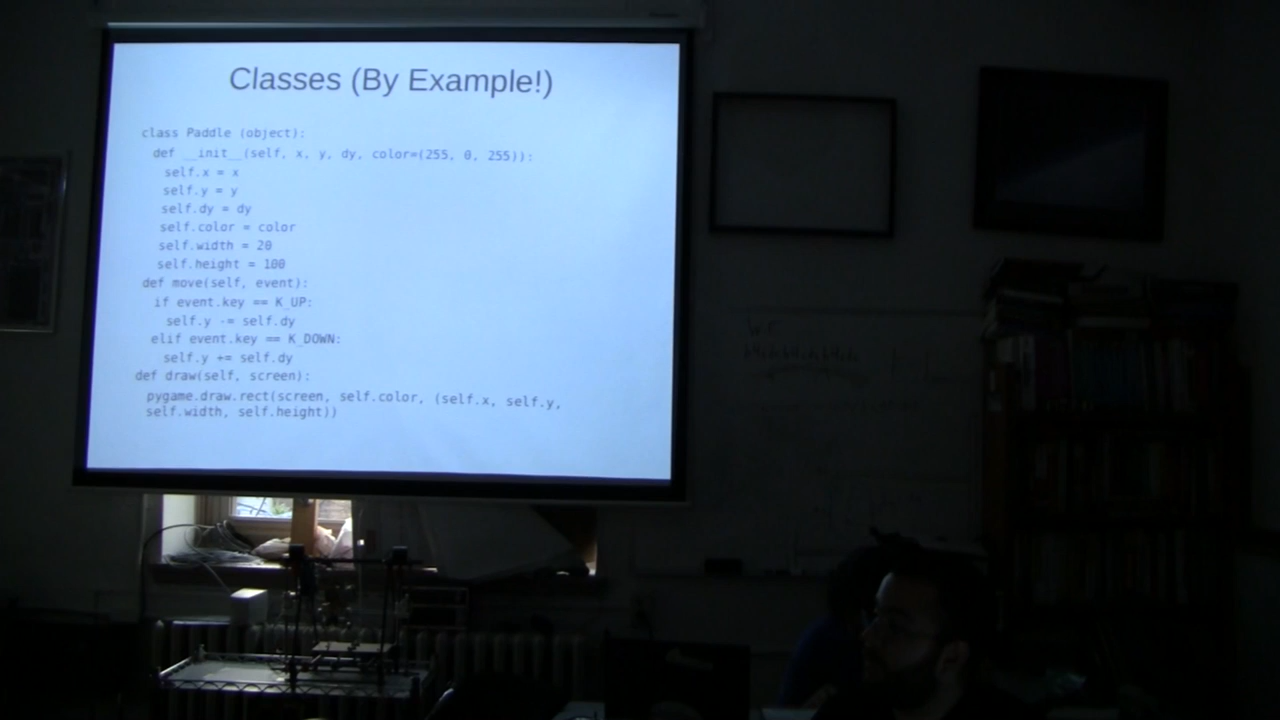 Classes (By Example!)
class Paddle (object):
def __init__(self, x, y, dy, color=(255, 0, 255)):
self.x = x
self.y = y
self.dy = dy
self.color = color
self.width = 20
self.height = 100
def move(self, event):
if event.key == K_UP:
self.y -= self.dy
elif event.key == K_DOWN:
self.y += self.dy
def draw(self, screen):
pygame.draw.rect(screen, self.color, (self.x, self.y,
self.width, self.height))